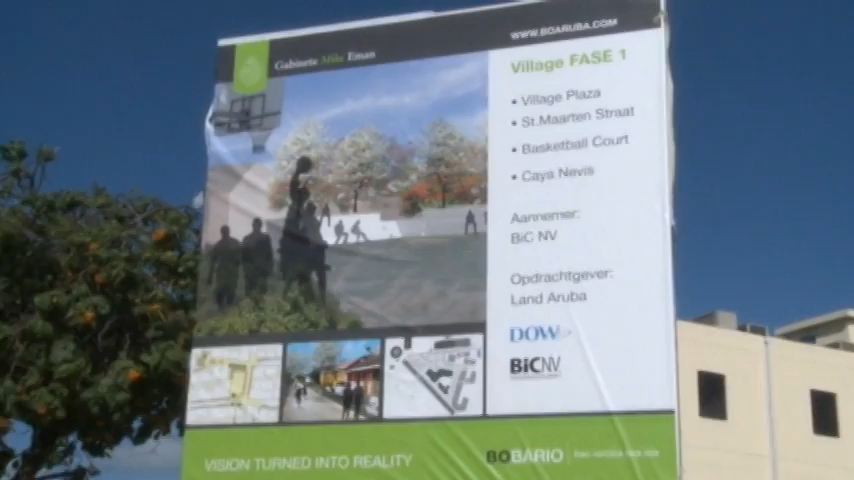 WWW.BOARUBA.COM
Gabinete Mike Eman
Village FASE 1
• Village Plaza
• St.Maarten Straat
• Basketball Court
• Caya Nevis
Aannemer:
BiC NV
Opdrachtgever:
Land Aruba
DOW
BiCNV
VISION TURNED INTO REALITY
BOBARIO